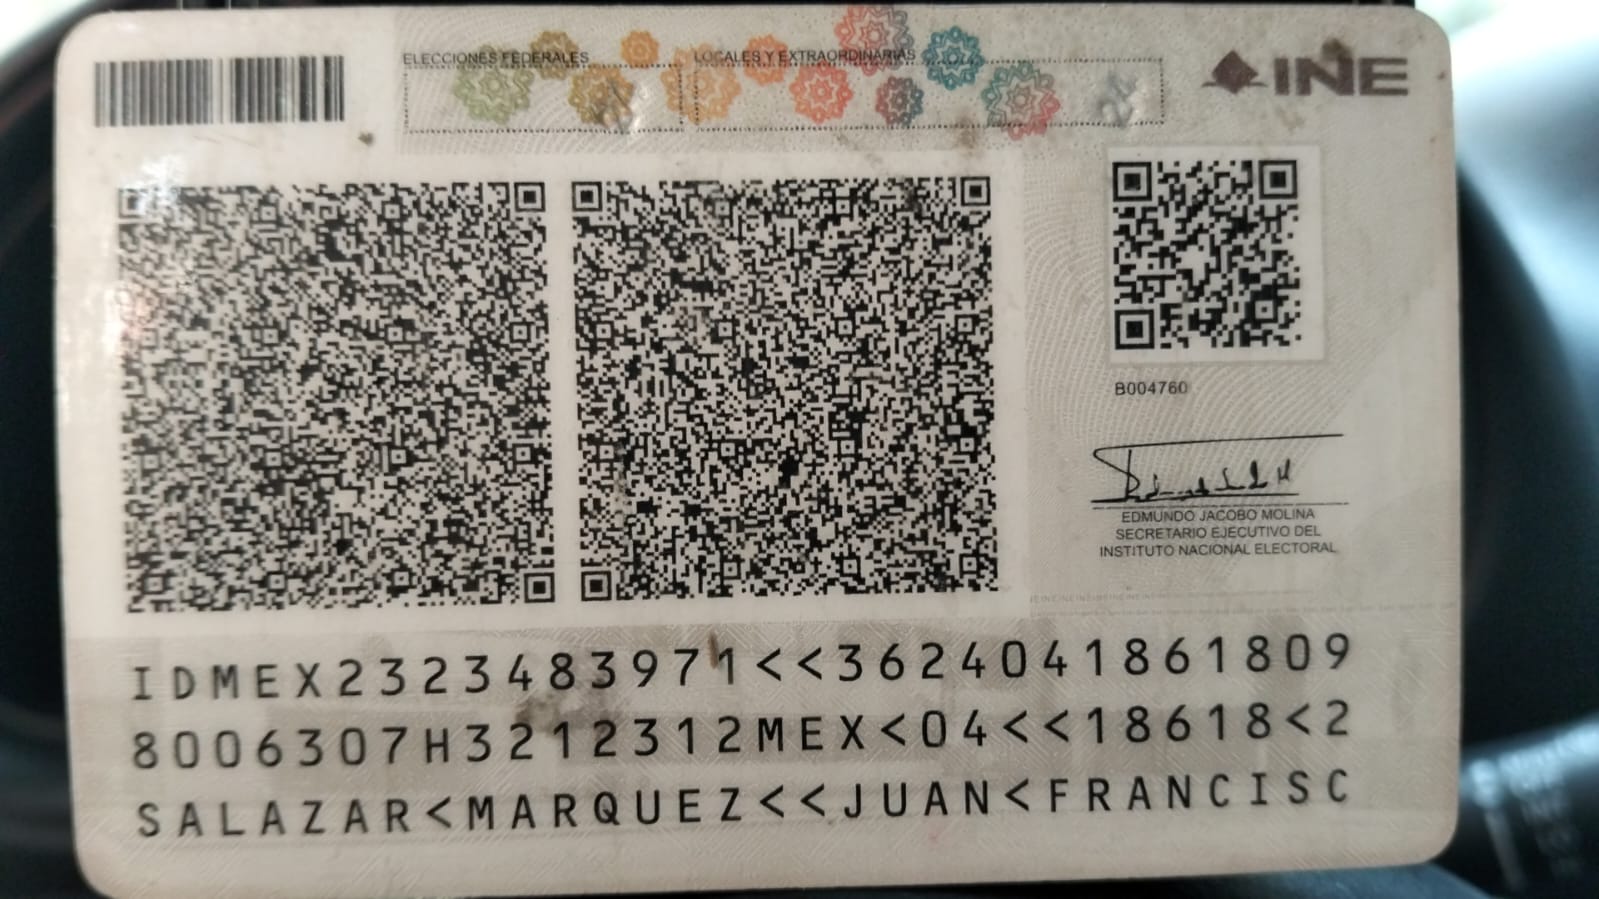 ELECCIONES FEDERALES
LOCALES Y EXTRAORDINARIAS
INE
B004760
EDMUNDO JACOBO MOLINA
SECRETARIO EJECUTIVO DEL
INSTITUTO NACIONAL ELECTORAL
IDMEX2323483971<<3624041861809
8006307H3212312MEX<04<<18618<2
SALAZAR<MARQUEZ<<JUAN<FRANCISC